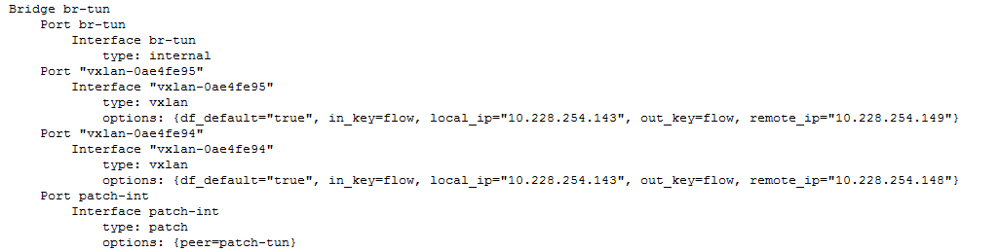 Bridge br-tun
Port br-tun
Interface br-tun
type: internal
Port "vxlan-0ae4fe95"
Interface "vxlan-0ae4fe95"
type: vxlan
options: {df_default="true", in_key=flow, local_ip="10.228.254.143", out_key=flow, remote_ip="10.228.254.149"}
Port "vxlan-0ae4fe94"
Interface "vxlan-0ae4fe94"
type: vxlan
options: {df_default="true", in_key=flow, local_ip="10.228.254.143", out_key=flow, remote_ip="10.228.254.148"}
Port patch-int
Interface patch-int
type: patch
options: {peer=patch-tun}